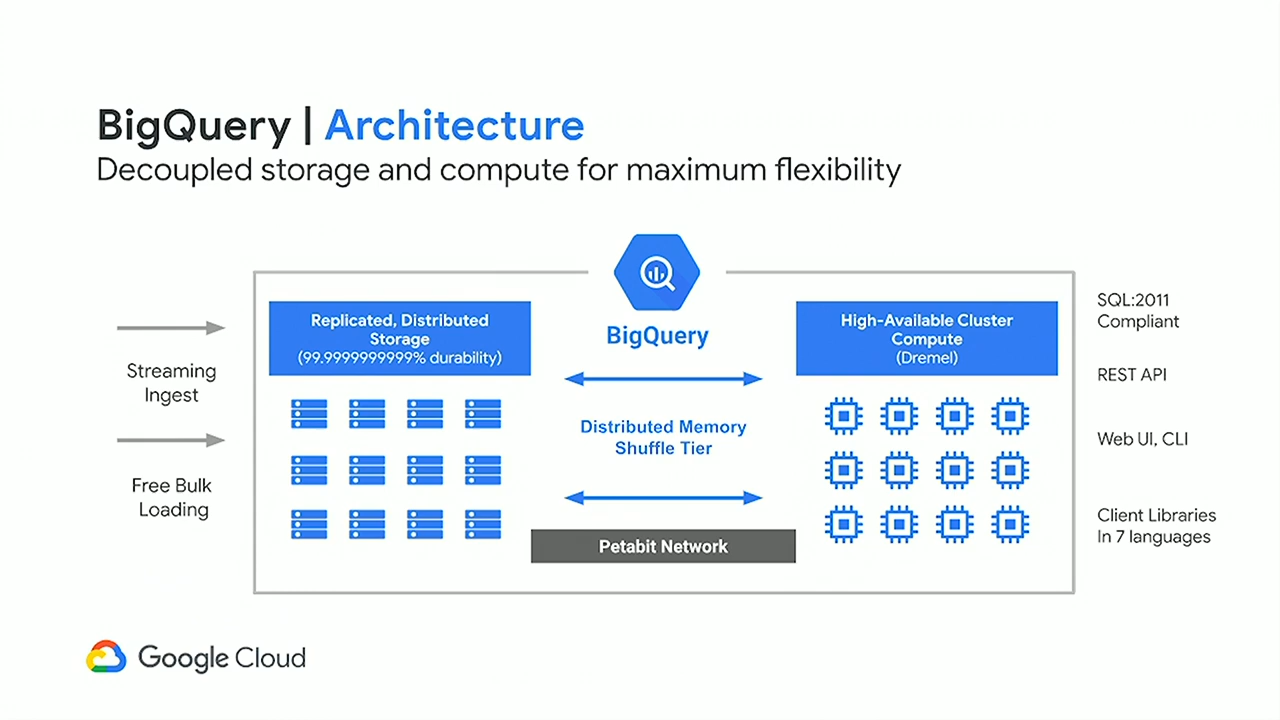 BigQuery | Architecture
Decoupled storage and compute for maximum flexibility
Streaming
Ingest
Free Bulk
Loading
Replicated, Distributed
Storage
(99.9999999999% durability)
BigQuery
Distributed Memory
Shuffle Tier
Petabit Network
High-Available Cluster
Compute
(Dremel)
SQL:2011
Compliant
REST API
Web UI, CLI
Client Libraries
In 7 languages
Google Cloud